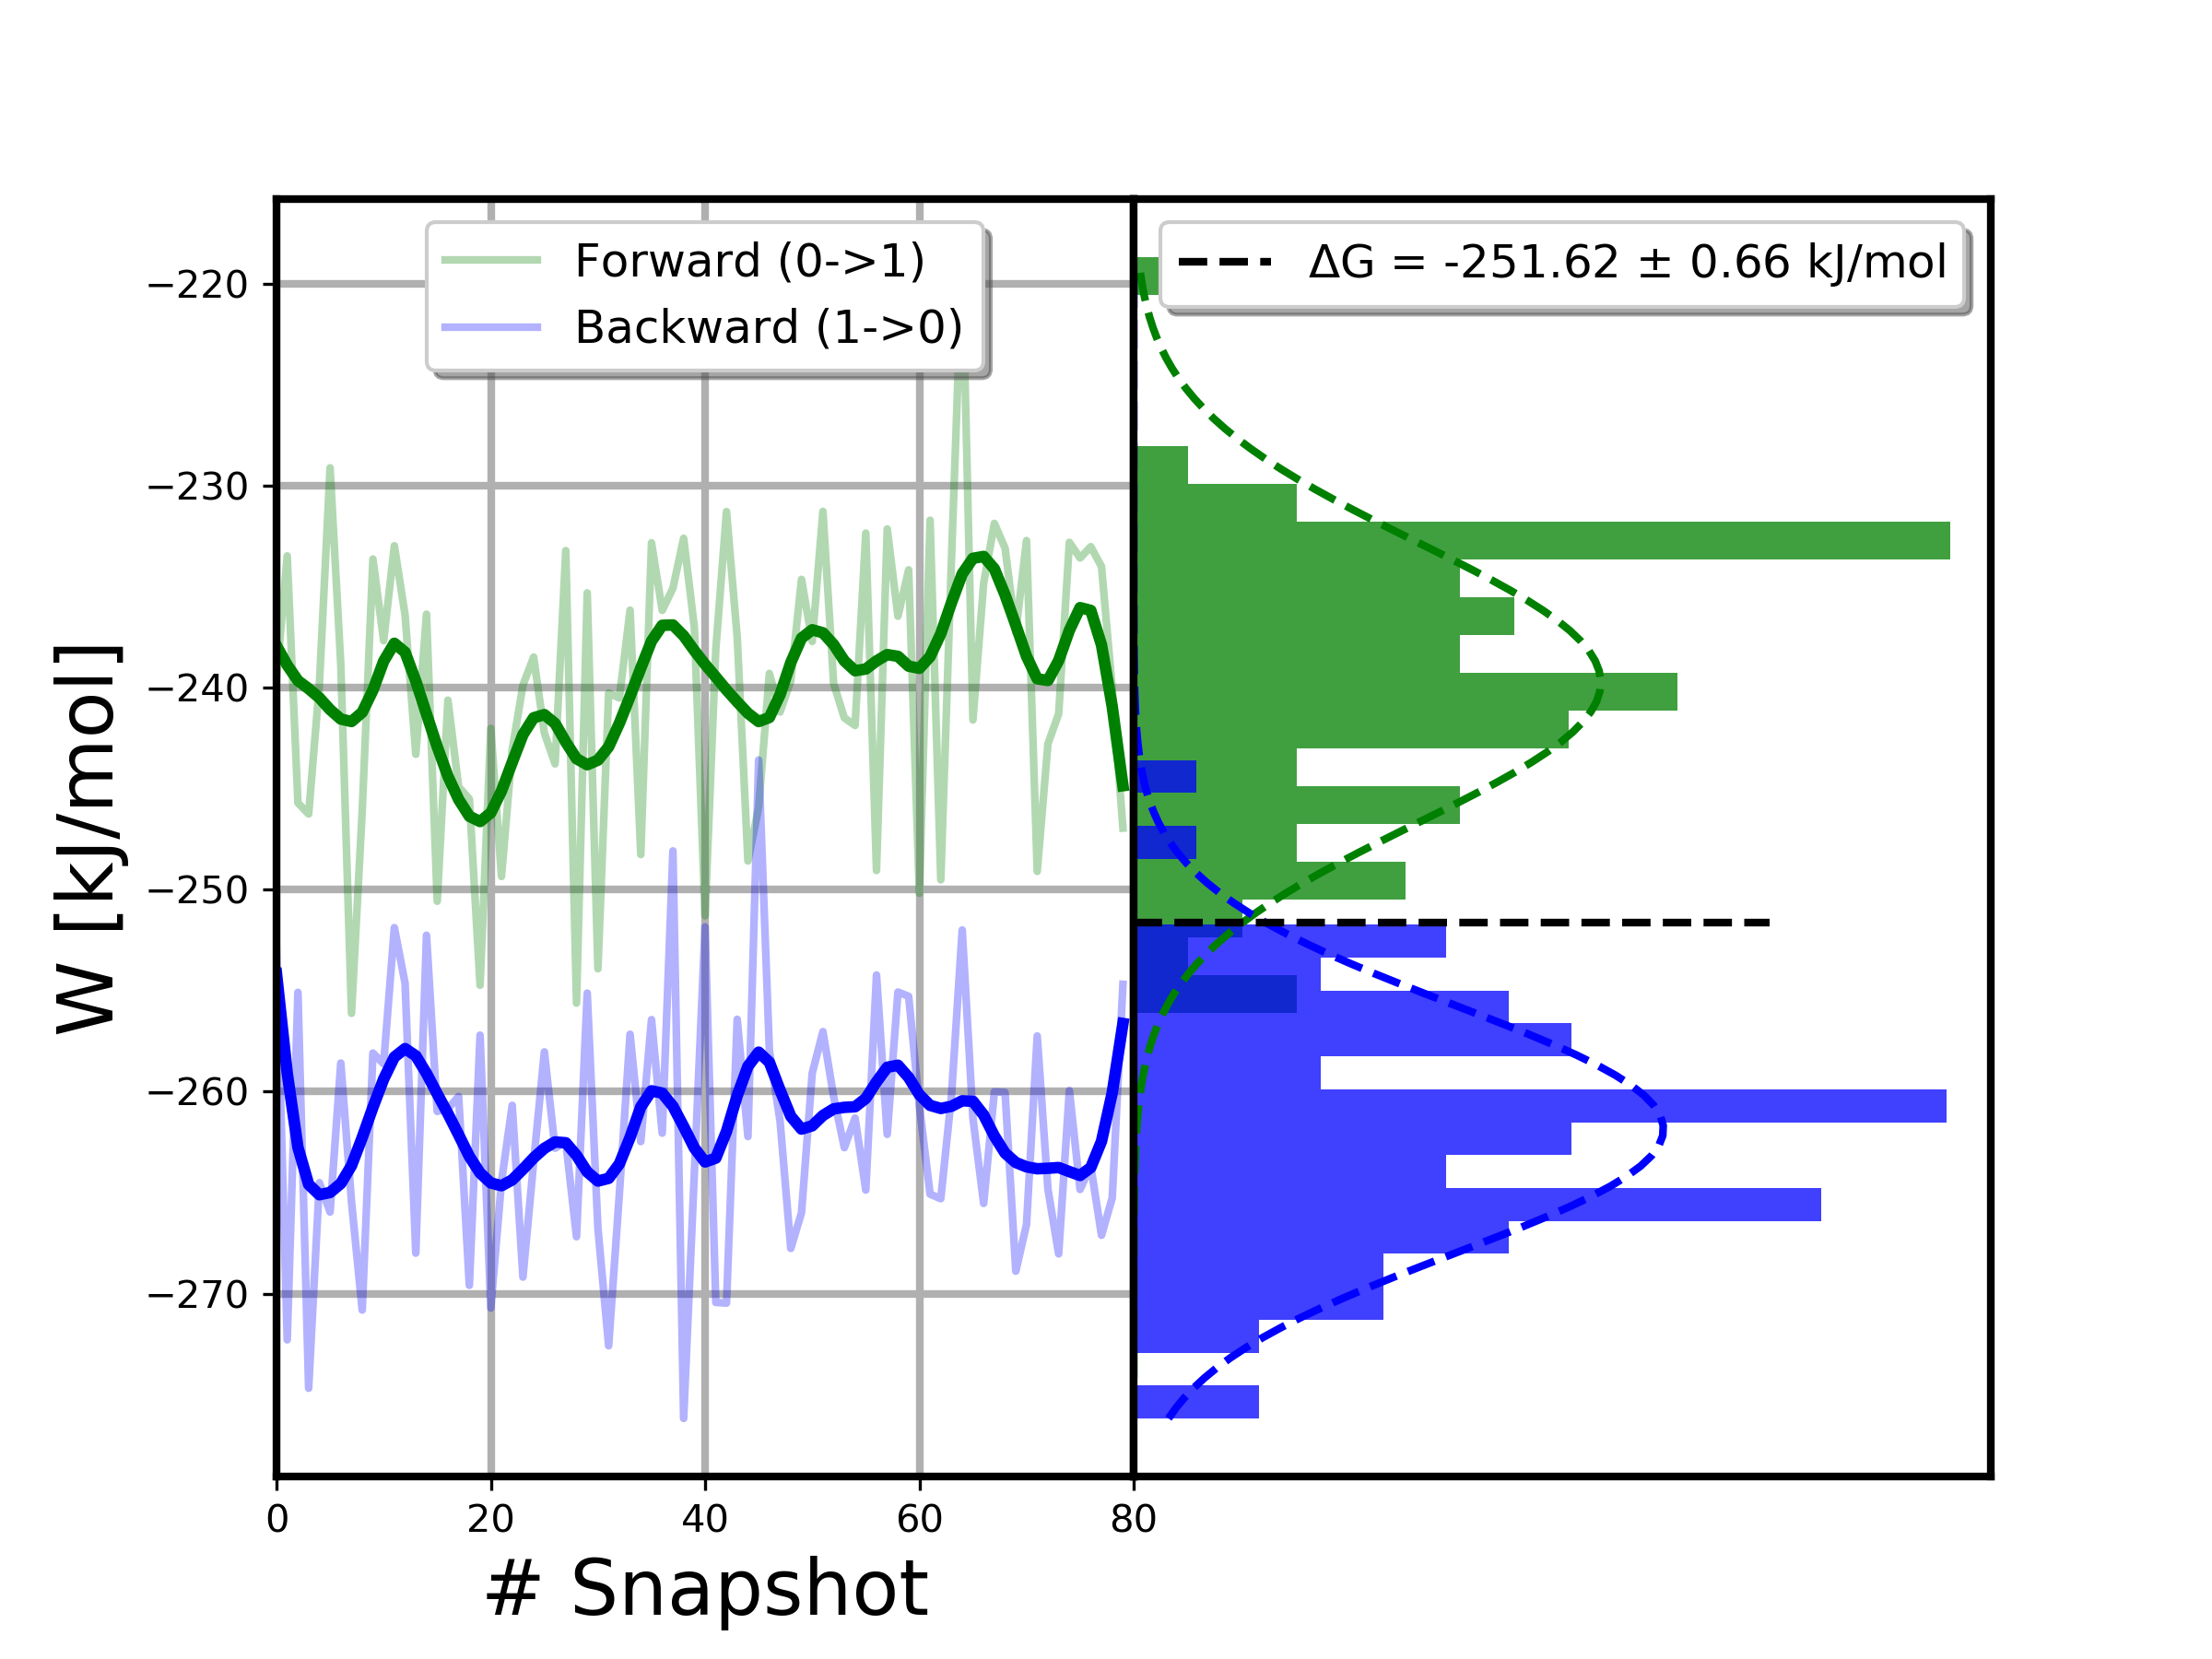 Forward (0->1)
Backward (1->0)
ΔG = -251.62 ± 0.66 kJ/mol
W [kJ/mol]
−220
−230
−240
−250
−260
−270
0 20 40 60 80
# Snapshot